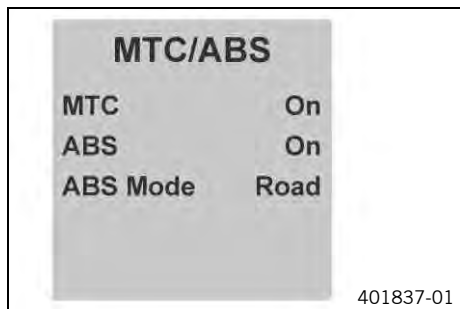 MTC/ABS
MTC On
ABS On
ABS Mode Road
401837-01